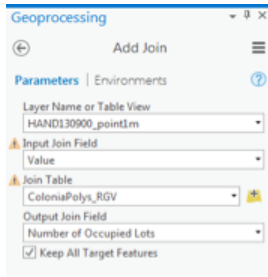 Geoprocessing
Add Join
Parameters | Environments
Layer Name or Table View
HAND130900_point1m
Input Join Field
Value
Join Table
ColoniaPolys_RGV
Output Join Field
Number of Occupied Lots
Keep All Target Features